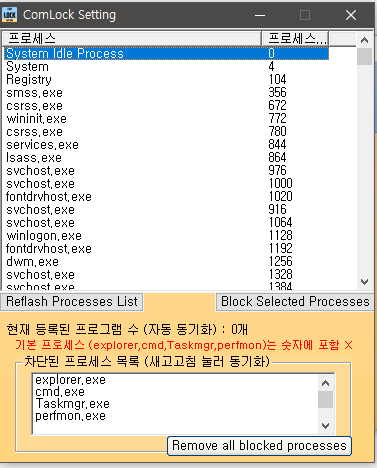 LOCK
ComLock Setting
프로세스 프로세스...
System Idle Process 0
System 4
Registry 104
smss.exe 356
csrss.exe 672
wininit.exe 772
csrss.exe 780
services.exe 844
lsass.exe 864
svchost.exe 976
svchost.exe 1000
fontdrvhost.exe 1020
svchost.exe 916
svchost.exe 1064
winlogon.exe 1128
fontdrvhost.exe 1192
dwm.exe 1256
svchost.exe 1328
svchost.exe 1384
Reflash Processes List
Block Selected Processes
현재 등록된 프로그램 수 (자동 동기화) : 0개
기본 프로세스 (explorer,cmd,Taskmgr,perfmon)는 숫자에 포함 X
차단된 프로세스 목록 (새고고침 눌러 동기화)
explorer.exe
cmd.exe
Taskmgr.exe
perfmon.exe
Remove all blocked processes